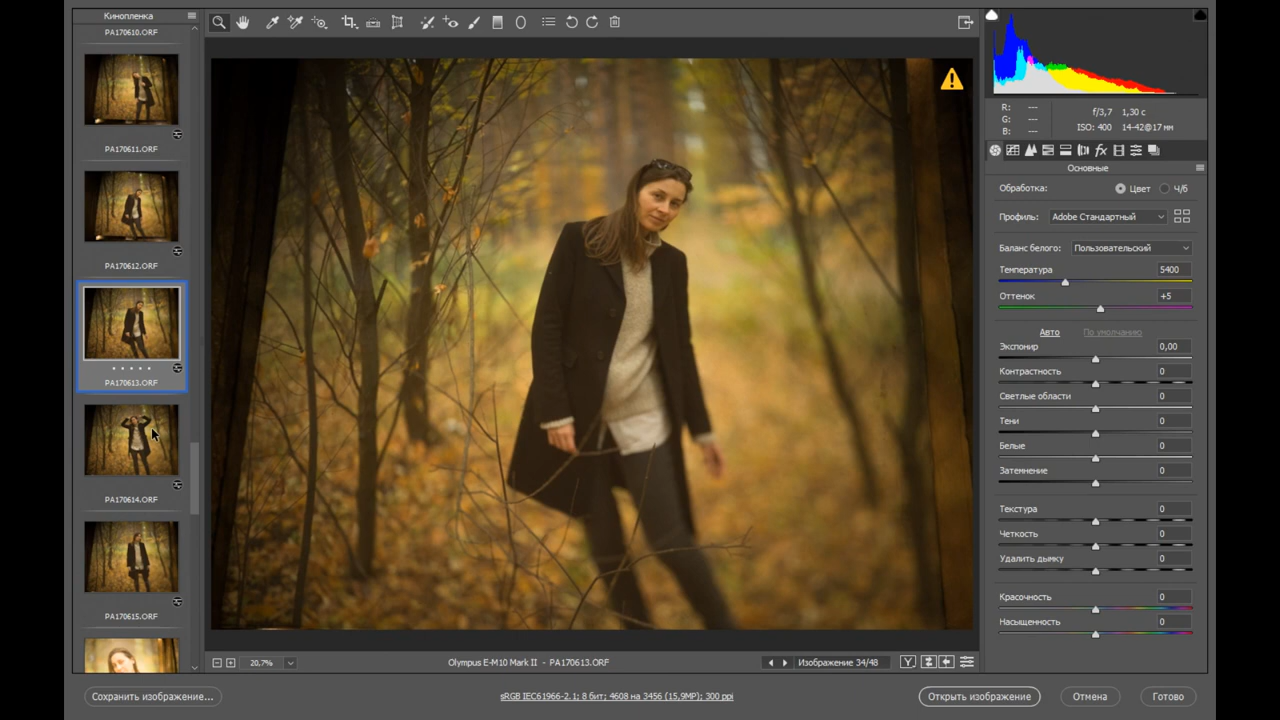 Кинопленка
PA170610.ORF
PA170611.ORF
PA170612.ORF
PA170613.ORF
PA170614.ORF
PA170615.ORF
R: ---
G: ---
B: ---
f/3,7 1,30 с
ISO: 400 14-42@17 мм
fx
Основные
Обработка: Цвет Ч/б
Профиль: Adobe Стандартный
Баланс белого: Пользовательский
Температура 5400
Оттенок +5
Авто По умолчанию
Экспонир 0,00
Контрастность 0
Светлые области 0
Тени 0
Белые 0
Затемнение 0
Текстура 0
Четкость 0
Удалить дымку 0
Красочность 0
Насыщенность 0
20,7% Olympus E-M10 Mark II - PA170613.ORF Изображение 34/48 Y
Сохранить изображение... sRGB IEC61966-2.1; 8 бит; 4608 на 3456 (15,9MP); 300 ppi Открыть изображение Отмена Готово